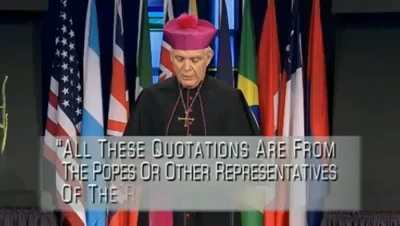 "All These Quotations Are From
The Popes Or Other Representatives
Of The